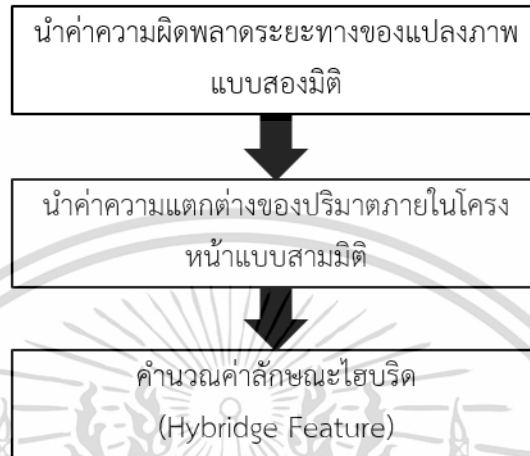 นำค่าความผิดพลาดระยะทางของแปลงภาพ
แบบสองมิติ
นำค่าความแตกต่างของปริมาตภายในโครง
หน้าแบบสามมิติ
คำนวณค่าลักษณะไฮบริด
(Hybridge Feature)